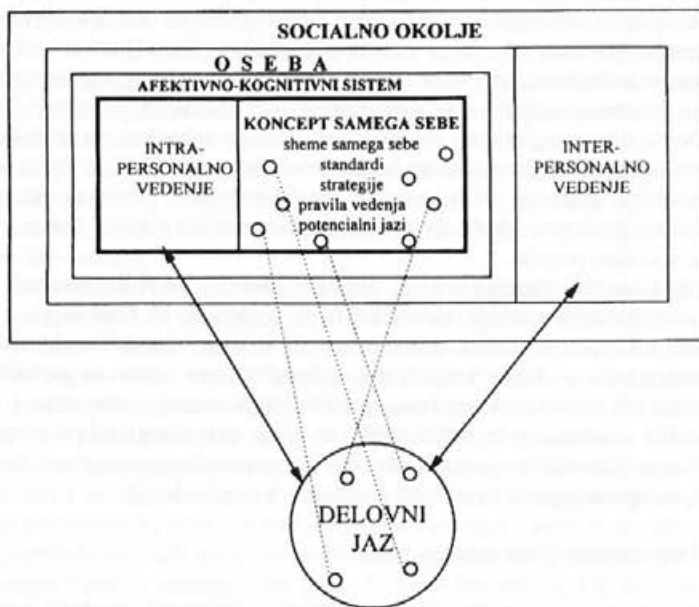 SOCIALNO OKOLJE
O S E B A
AFEKTIVNO-KOGNITIVNI SISTEM
INTRA-
PERSONALNO
VEDENJE
KONCEPT SAMEGA SEBE
sheme samega sebe
standardi
strategije
pravila vedenja
potencialni jazi
INTER-
PERSONALNO
VEDENJE
DELOVNI
JAZ